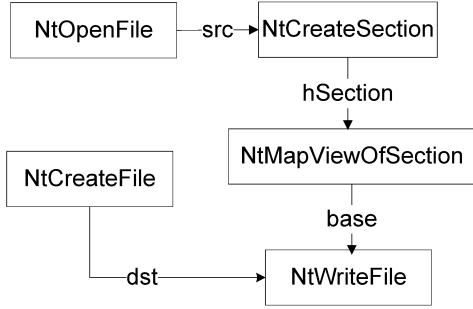 NtOpenFile
src
NtCreateSection
hSection
NtMapViewOfSection
NtCreateFile
base
dst
NtWriteFile